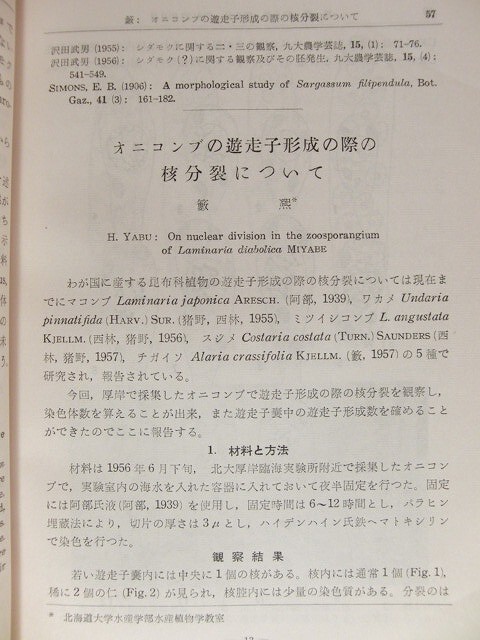 籔： オニコンブの遊走子形成の際の核分裂について 57
沢田武男 (1955): シダモクに関する二・三の観察, 九大農学芸誌, 15, (1): 71-76.
沢田武男 (1956): シダモク (?) に関する観察及びその胚発生, 九大農学芸誌, 15, (4):
541-549.
SIMONS, E. B. (1906): A morphological study of Sargassum filipendula, Bot.
Gaz., 41 (3): 161-182.
オニコンブの遊走子形成の際の
核分裂について
籔 熈*
H. YABU: On nuclear division in the zoosporangium
of Laminaria diabolica MIYABE
わが国に産する昆布科植物の遊走子形成の際の核分裂については現在ま
でにマコンブ Laminaria japonica ARESCH. (阿部, 1939), ワカメ Undaria
pinnatifida (HARV.) SUR. (猪野, 西林, 1955), ミツイシコンブ L. angustata
KJELLM. (西林, 猪野, 1956), スジメ Costaria costata (TURN.) SAUNDERS (西
林, 猪野, 1957), チガイソ Alaria crassifolia KJELLM. (籔, 1957) の5種で
研究され，報告されている。
今回，厚岸で採集したオニコンブで遊走子形成の際の核分裂を観察し，
染色体数を算えることが出来，また遊走子嚢中の遊走子形成数を確めること
ができたのでここに報告する。
1. 材料と方法
材料は1956年6月下旬， 北大厚岸臨海実験所附近で採集したオニコン
ブで，実験室内の海水を入れた容器に入れておいて夜半固定を行つた。固定
には阿部氏液 (阿部, 1939) を使用し，固定時間は6〜12時間とし，パラヒン
埋蔵法により，切片の厚さは3μとし，ハイデンハイン氏鉄ヘマトキシリン
で染色を行つた。
観察結果
若い遊走子嚢内には中央に1個の核がある。核内には通常1個 (Fig. 1),
稀に2個の仁 (Fig. 2) が見られ，核腔内には少量の染色質がある。分裂のは
* 北海道大学水産学部水産植物学教室